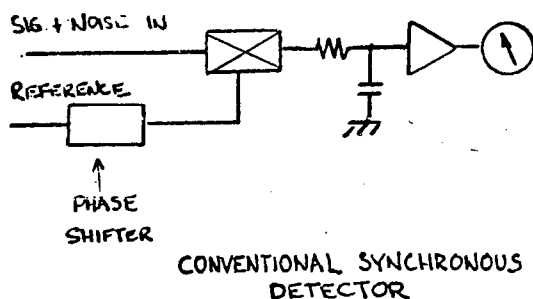 SIG. + NOISE IN
REFERENCE
PHASE
SHIFTER
CONVENTIONAL SYNCHRONOUS
DETECTOR